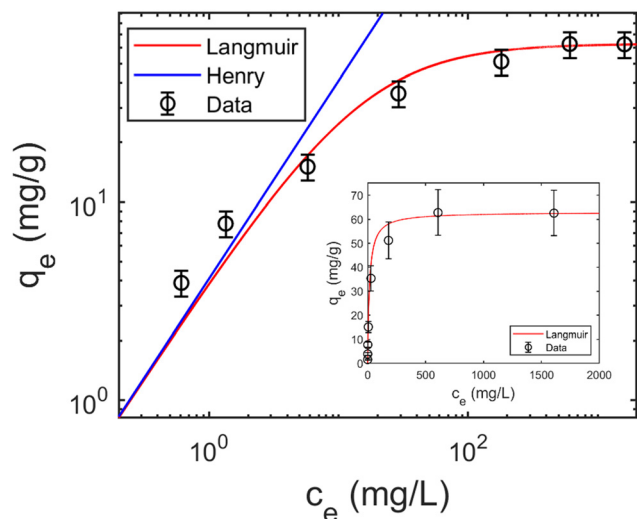 Langmuir
Henry
Data
q_e (mg/g)
10^1
10^0
10^0
10^2
c_e (mg/L)
75
70
60
50
40
30
20
10
0
q_e (mg/g)
Langmuir
Data
0
500
1000
1500
2000
c_e (mg/L)